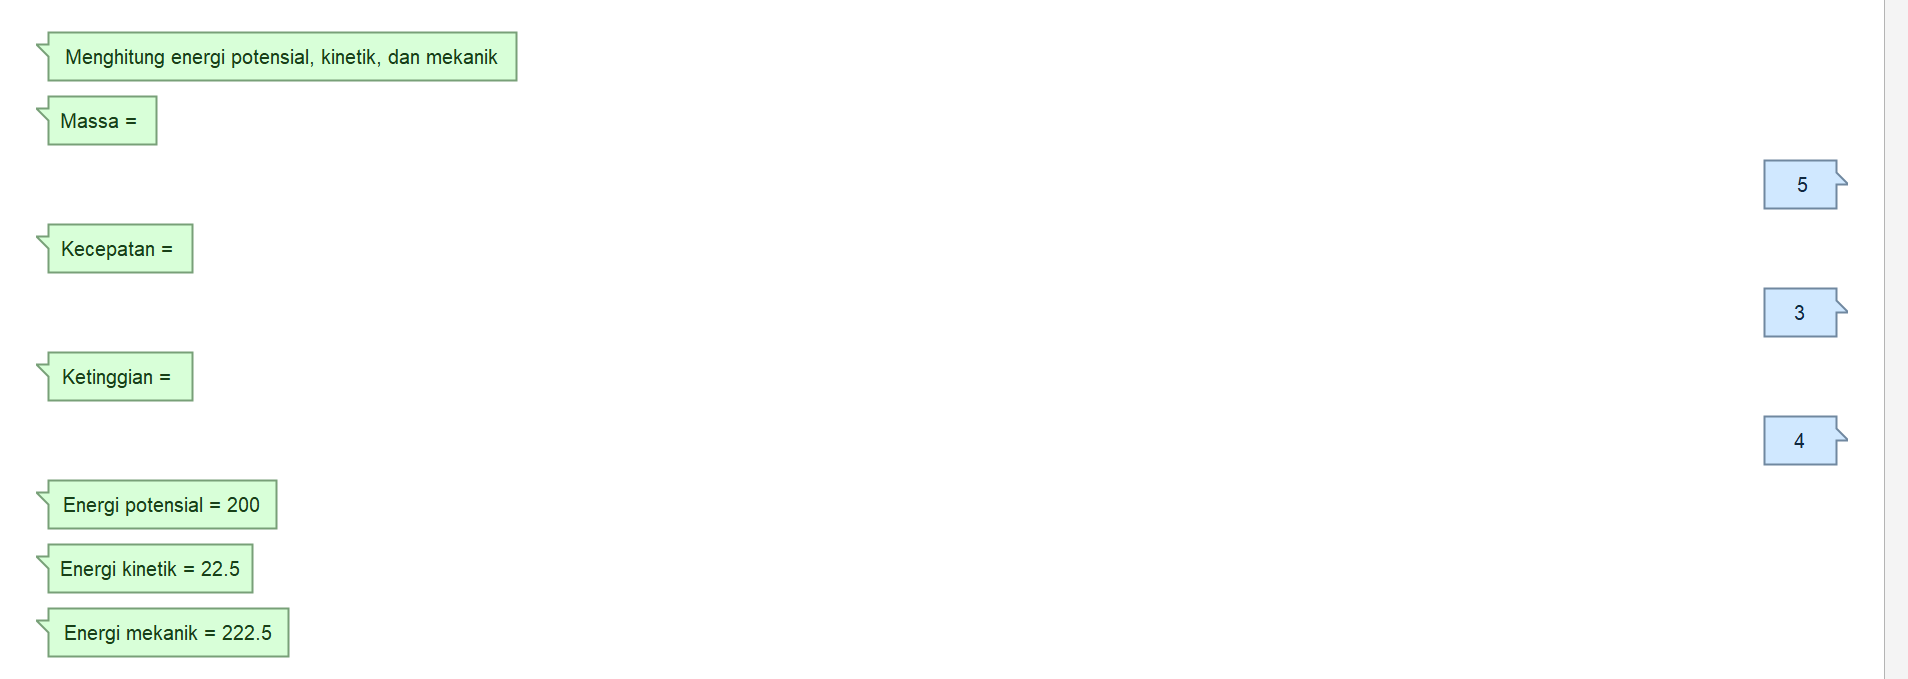 Menghitung energi potensial, kinetik, dan mekanik
Massa =
5
Kecepatan =
3
Ketinggian =
4
Energi potensial = 200
Energi kinetik = 22.5
Energi mekanik = 222.5